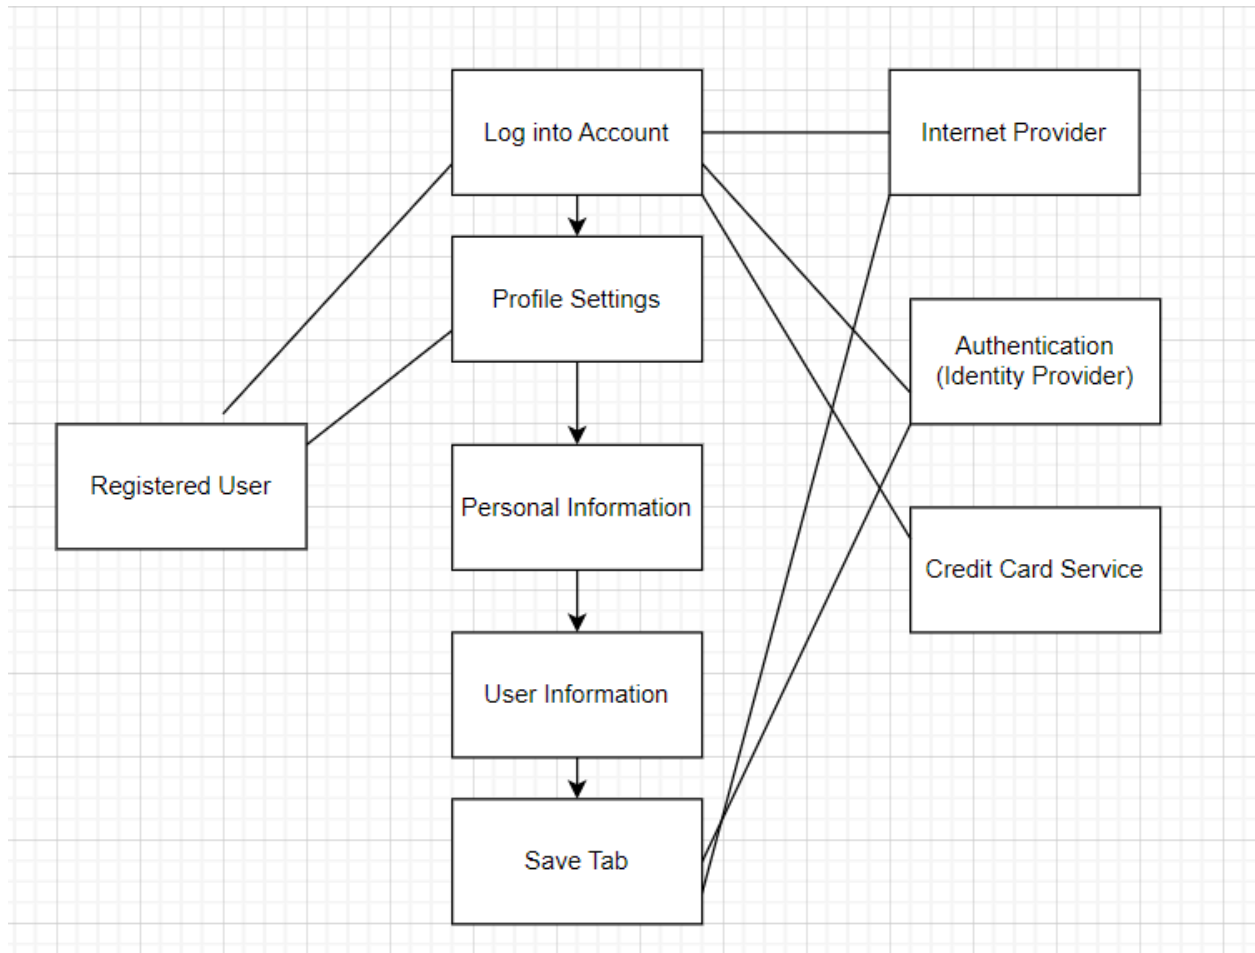 Log into Account
Internet Provider
Profile Settings
Authentication
(Identity Provider)
Registered User
Personal Information
Credit Card Service
User Information
Save Tab